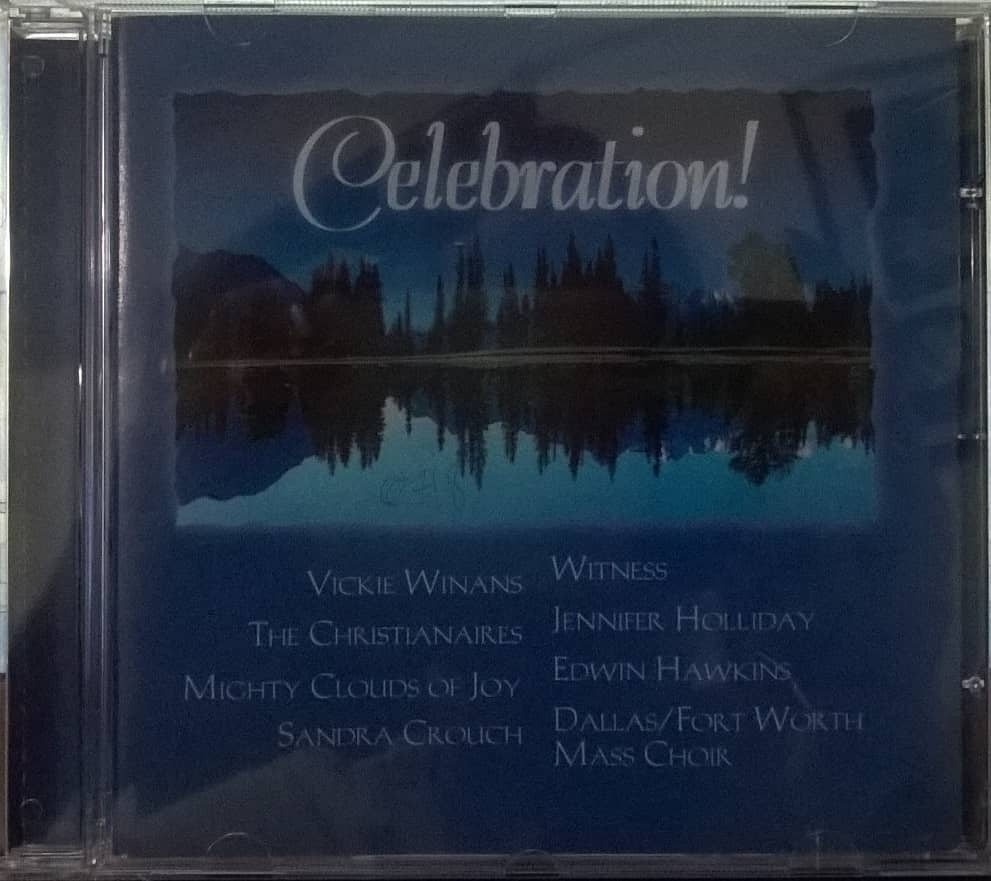 Celebration!
Vickie Winans
The Christianaires
Mighty Clouds of Joy
Sandra Crouch
Witness
Jennifer Holliday
Edwin Hawkins
Dallas/Fort Worth
Mass Choir